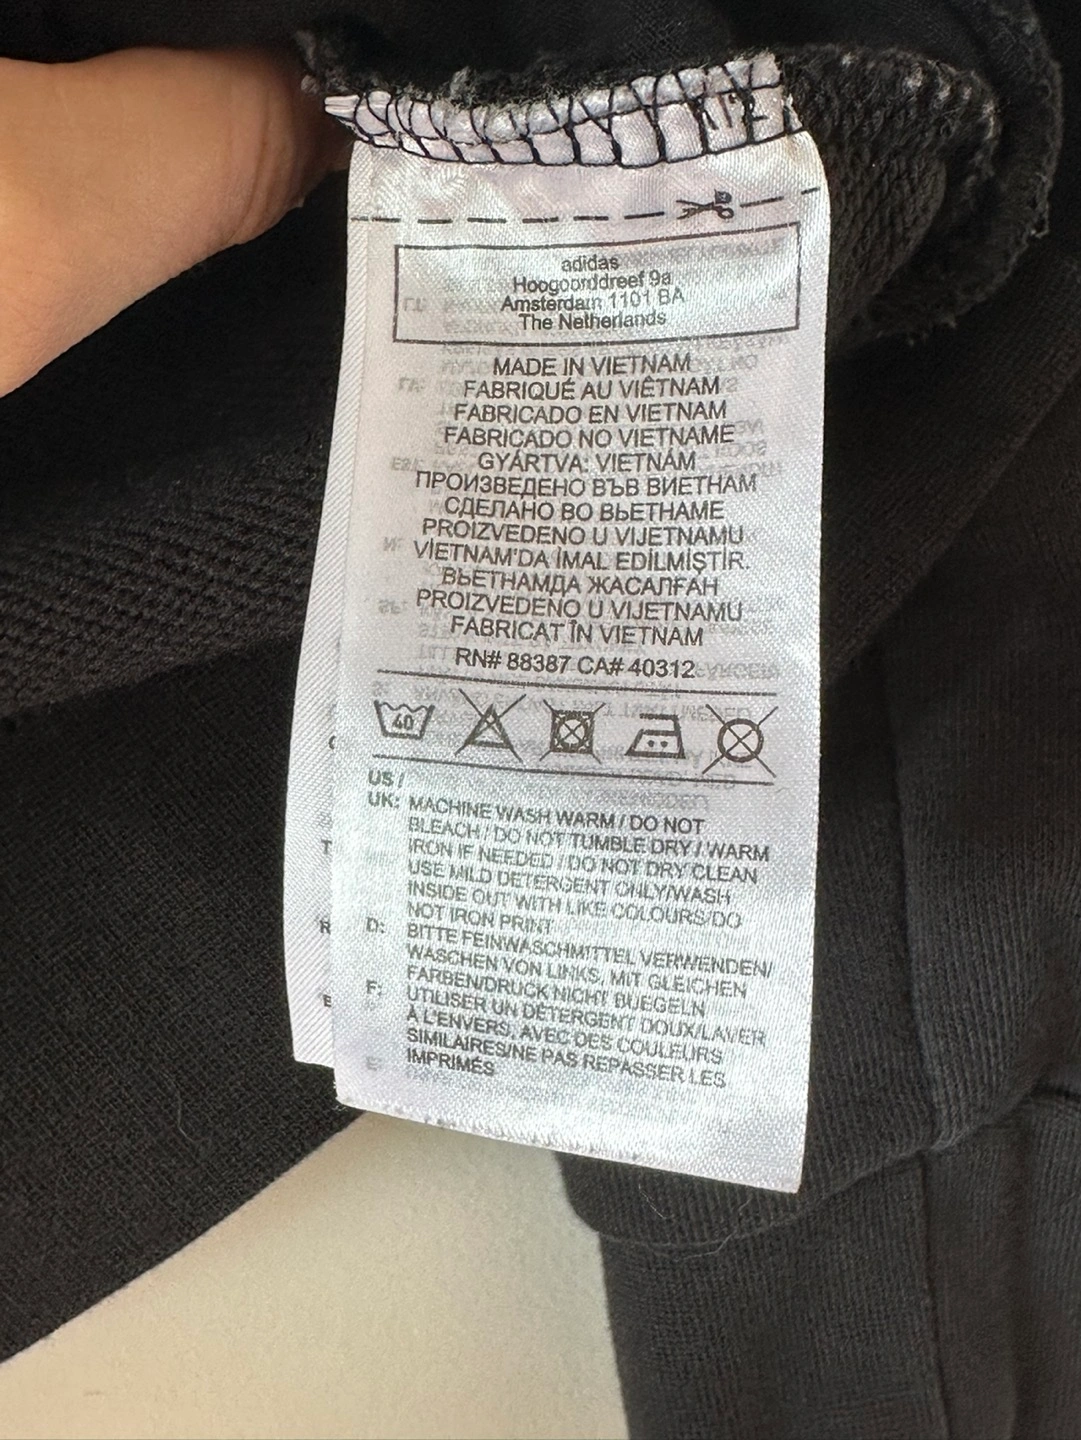 adidas
Hoogoorddreef 9a
Amsterdam 1101 BA
The Netherlands
MADE IN VIETNAM
FABRIQUÉ AU VIÊTNAM
FABRICADO EN VIETNAM
FABRICADO NO VIETNAME
GYÁRTVA: VIETNÁM
ПРОИЗВЕДЕНО ВЪВ ВИЕТНАМ
СДЕЛАНО ВО ВЬЕТНАМЕ
PROIZVEDENO U VIJETNAMU
VİETNAM'DA İMAL EDİLMİŞTİR.
ВЬЕТНАМДА ЖАСАЛҒАН
PROIZVEDENO U VIJETNAMU
FABRICAT ÎN VIETNAM
RN# 88387 CA# 40312
40
US /
UK: MACHINE WASH WARM / DO NOT
BLEACH / DO NOT TUMBLE DRY / WARM
IRON IF NEEDED / DO NOT DRY CLEAN
USE MILD DETERGENT ONLY/WASH
INSIDE OUT WITH LIKE COLOURS/DO
NOT IRON PRINT
D: BITTE FEINWASCHMITTEL VERWENDEN/
WASCHEN VON LINKS, MIT GLEICHEN
FARBEN/DRUCK NICHT BUEGELN
F: UTILISER UN DÉTERGENT DOUX/LAVER
À L'ENVERS, AVEC DES COULEURS
SIMILAIRES/NE PAS REPASSER LES
IMPRIMÉS
E: